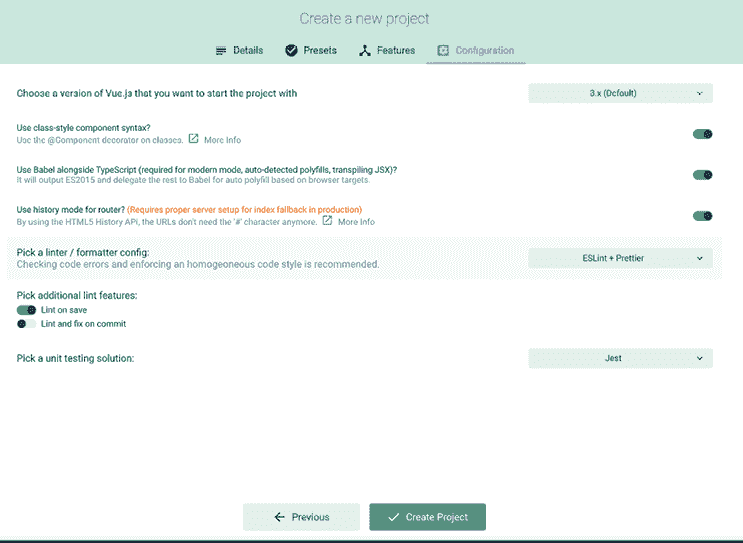 Create a new project
Details Presets Features Configuration
Choose a version of Vue.js that you want to start the project with 3.x (Default)
Use class-style component syntax?
Use the @Component decorator on classes. More Info
Use Babel alongside TypeScript (required for modern mode, auto-detected polyfills, transpiling JSX)?
It will output ES2015 and delegate the rest to Babel for auto polyfill based on browser targets.
Use history mode for router? (Requires proper server setup for index fallback in production)
By using the HTML5 History API, the URLs don't need the '#' character anymore. More Info
Pick a linter / formatter config: ESLint + Prettier
Checking code errors and enforcing an homogeoneous code style is recommended.
Pick additional lint features:
Lint on save
Lint and fix on commit
Pick a unit testing solution: Jest
Previous Create Project